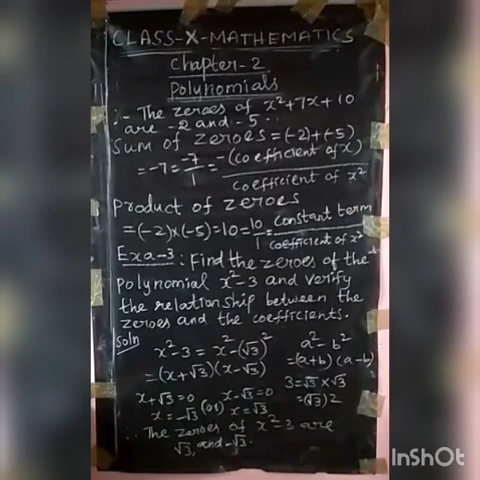 CLASS-X-MATHEMATICS
Chapter-2
Polynomials
∴- The zeroes of x²+7x+10
are -2 and -5...
Sum of zeroes=(-2)+(-5)
=-7=-7/1=-(coefficient of x)/coefficient of x²
Product of zeroes
=(-2)x(-5)=10=10/1=constant term/coefficient of x²
Exa-3: Find the zeroes of the
polynomial x²-3 and verify
the relationship between the
zeroes and the coefficients.
Soln
x²-3=x²-(√3)²
=(x+√3)(x-√3)
x+√3=0 x-√3=0
x=-√3 (or) x=√3
a²-b²
=(a+b)(a-b)
3=√3x√3
=(√3)2
∴ The zeroes of x²-3 are
√3, and -√3.
InShOt